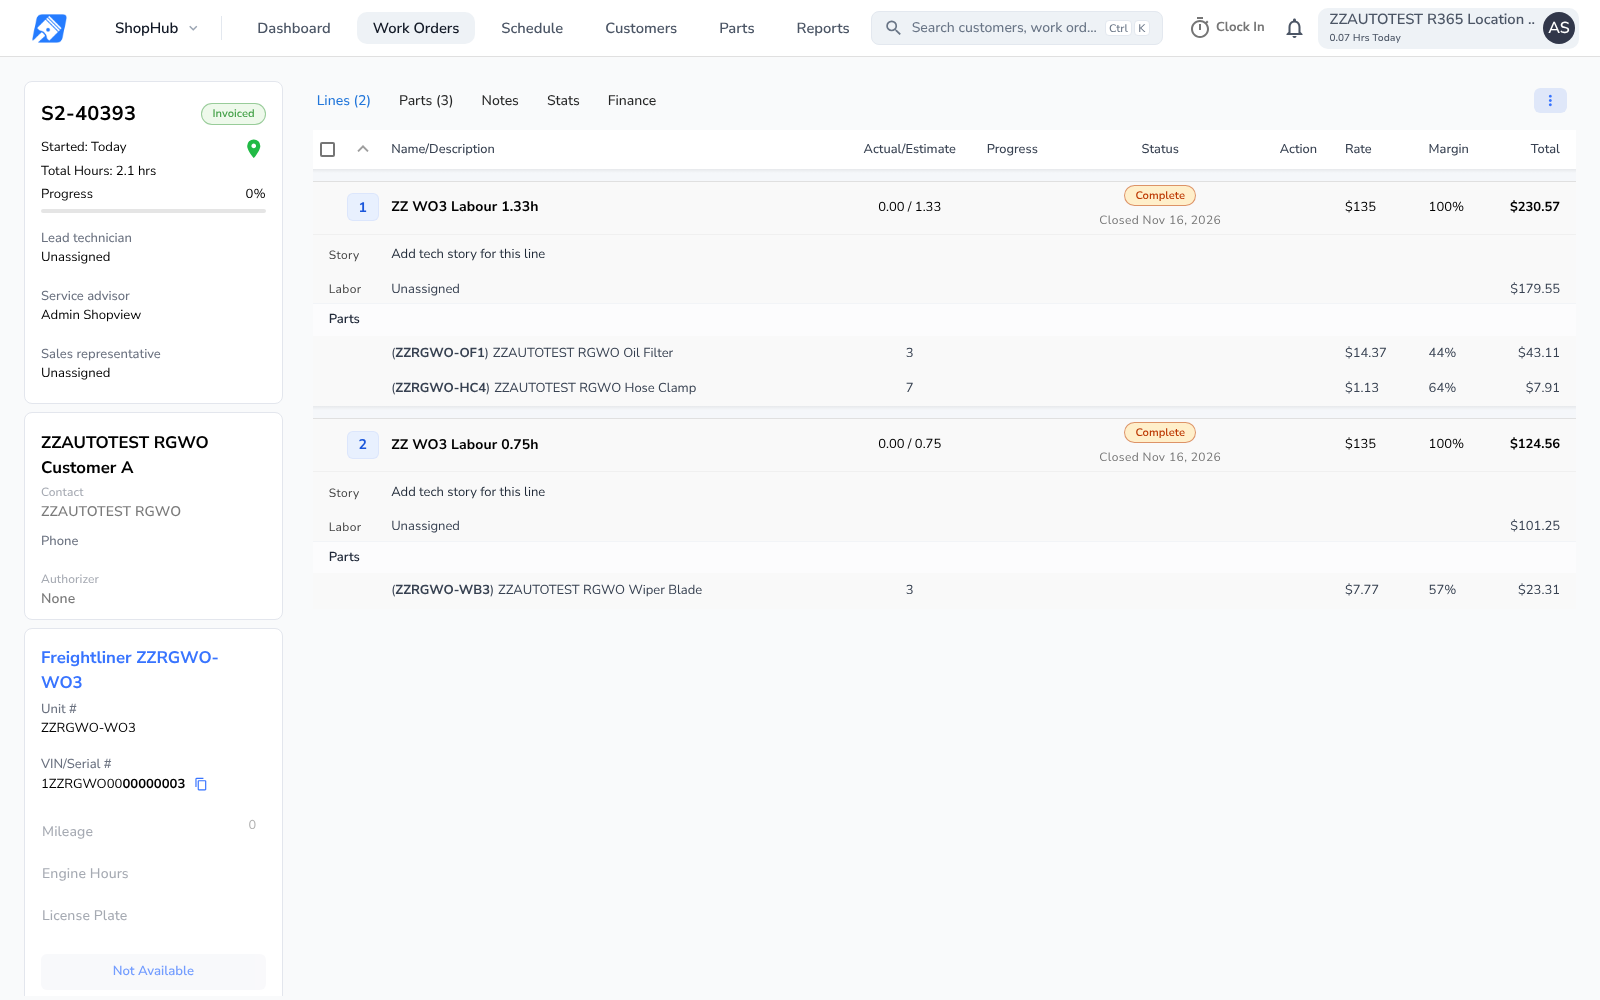 ShopHub
Dashboard
Work Orders
Schedule
Customers
Parts
Reports
Search customers, work ord...
Ctrl
K
Clock In
ZZAUTOTEST R365 Location ..
0.07 Hrs Today
AS
S2-40393
Invoiced
Started: Today
Total Hours: 2.1 hrs
Progress 0%
Lead technician
Unassigned
Service advisor
Admin Shopview
Sales representative
Unassigned
ZZAUTOTEST RGWO
Customer A
Contact
ZZAUTOTEST RGWO
Phone
Authorizer
None
Freightliner ZZRGWO-
WO3
Unit #
ZZRGWO-WO3
VIN/Serial #
1ZZRGWO0000000003
Mileage 0
Engine Hours
License Plate
Not Available
Lines (2)
Parts (3)
Notes
Stats
Finance
Name/Description Actual/Estimate Progress Status Action Rate Margin Total
1 ZZ WO3 Labour 1.33h 0.00 / 1.33 Complete $135 100% $230.57
Closed Nov 16, 2026
Story Add tech story for this line
Labor Unassigned $179.55
Parts
(ZZRGWO-OF1) ZZAUTOTEST RGWO Oil Filter 3 $14.37 44% $43.11
(ZZRGWO-HC4) ZZAUTOTEST RGWO Hose Clamp 7 $1.13 64% $7.91
2 ZZ WO3 Labour 0.75h 0.00 / 0.75 Complete $135 100% $124.56
Closed Nov 16, 2026
Story Add tech story for this line
Labor Unassigned $101.25
Parts
(ZZRGWO-WB3) ZZAUTOTEST RGWO Wiper Blade 3 $7.77 57% $23.31